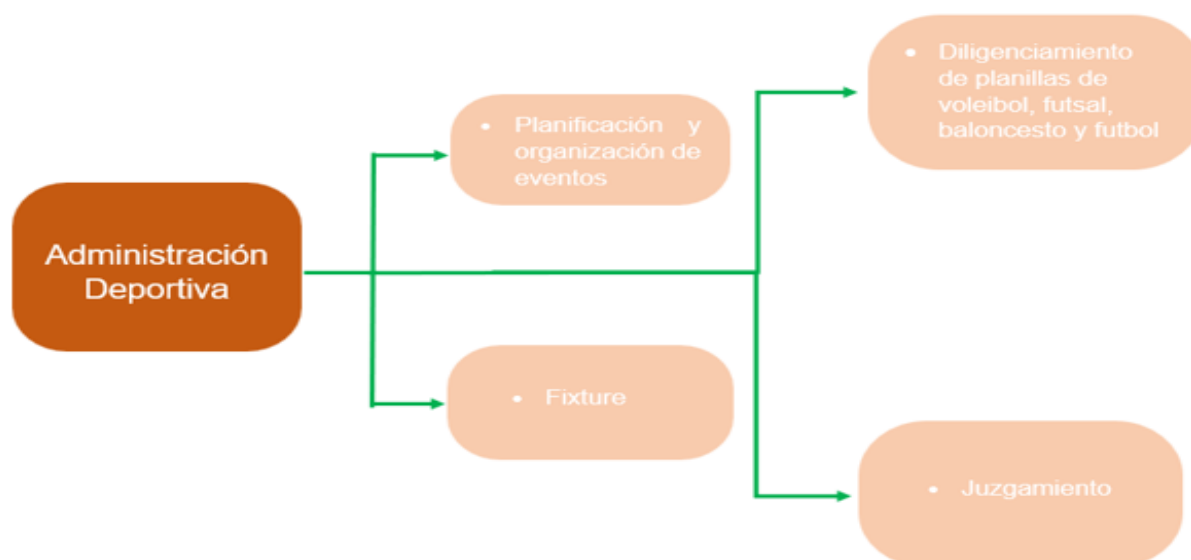 Administración
Deportiva
• Planificación y
organización de
eventos
• Fixture
• Diligenciamiento
de planillas de
voleibol, futsal,
baloncesto y futbol
• Juzgamiento